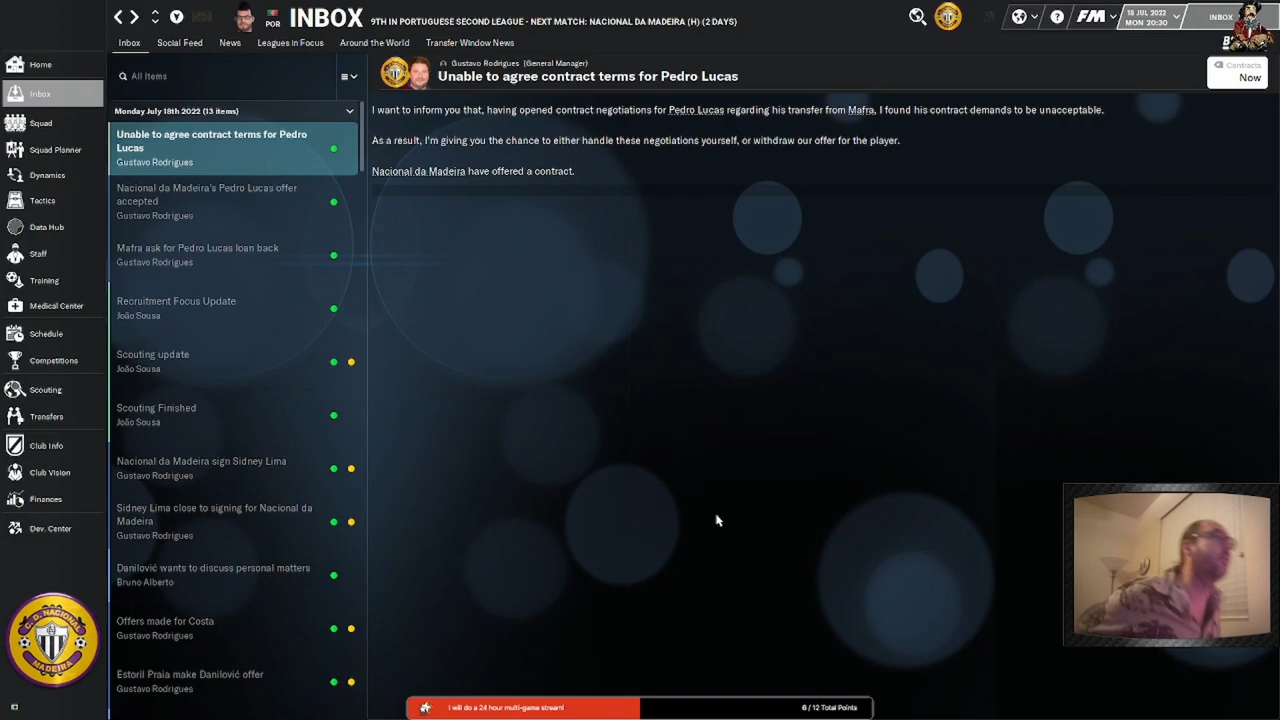 POR
INBOX
9TH IN PORTUGUESE SECOND LEAGUE - NEXT MATCH: NACIONAL DA MADEIRA (H) (2 DAYS)
FM
18 JUL 2022
MON 20:30
INBOX
Inbox
Social Feed
News
Leagues in Focus
Around the World
Transfer Window News
Home
Inbox
Squad
Squad Planner
Dynamics
Tactics
Data Hub
Staff
Training
Medical Center
Schedule
Competitions
Scouting
Transfers
Club Info
Club Vision
Finances
Dev. Center
C. D. NACIONAL
MADEIRA
All Items
Monday July 18th 2022 (13 items)
Unable to agree contract terms for Pedro
Lucas
Gustavo Rodrigues
Nacional da Madeira's Pedro Lucas offer
accepted
Gustavo Rodrigues
Mafra ask for Pedro Lucas loan back
Gustavo Rodrigues
Recruitment Focus Update
João Sousa
Scouting update
João Sousa
Scouting Finished
João Sousa
Nacional da Madeira sign Sidney Lima
Gustavo Rodrigues
Sidney Lima close to signing for Nacional da
Madeira
Gustavo Rodrigues
Danilović wants to discuss personal matters
Bruno Alberto
Offers made for Costa
Gustavo Rodrigues
Estoril Praia make Danilović offer
Gustavo Rodrigues
Gustavo Rodrigues (General Manager)
Unable to agree contract terms for Pedro Lucas
Contracts
Now
I want to inform you that, having opened contract negotiations for Pedro Lucas regarding his transfer from Mafra, I found his contract demands to be unacceptable.
As a result, I'm giving you the chance to either handle these negotiations yourself, or withdraw our offer for the player.
Nacional da Madeira have offered a contract.
I will do a 24 hour multi-game stream!
6 / 12 Total Points